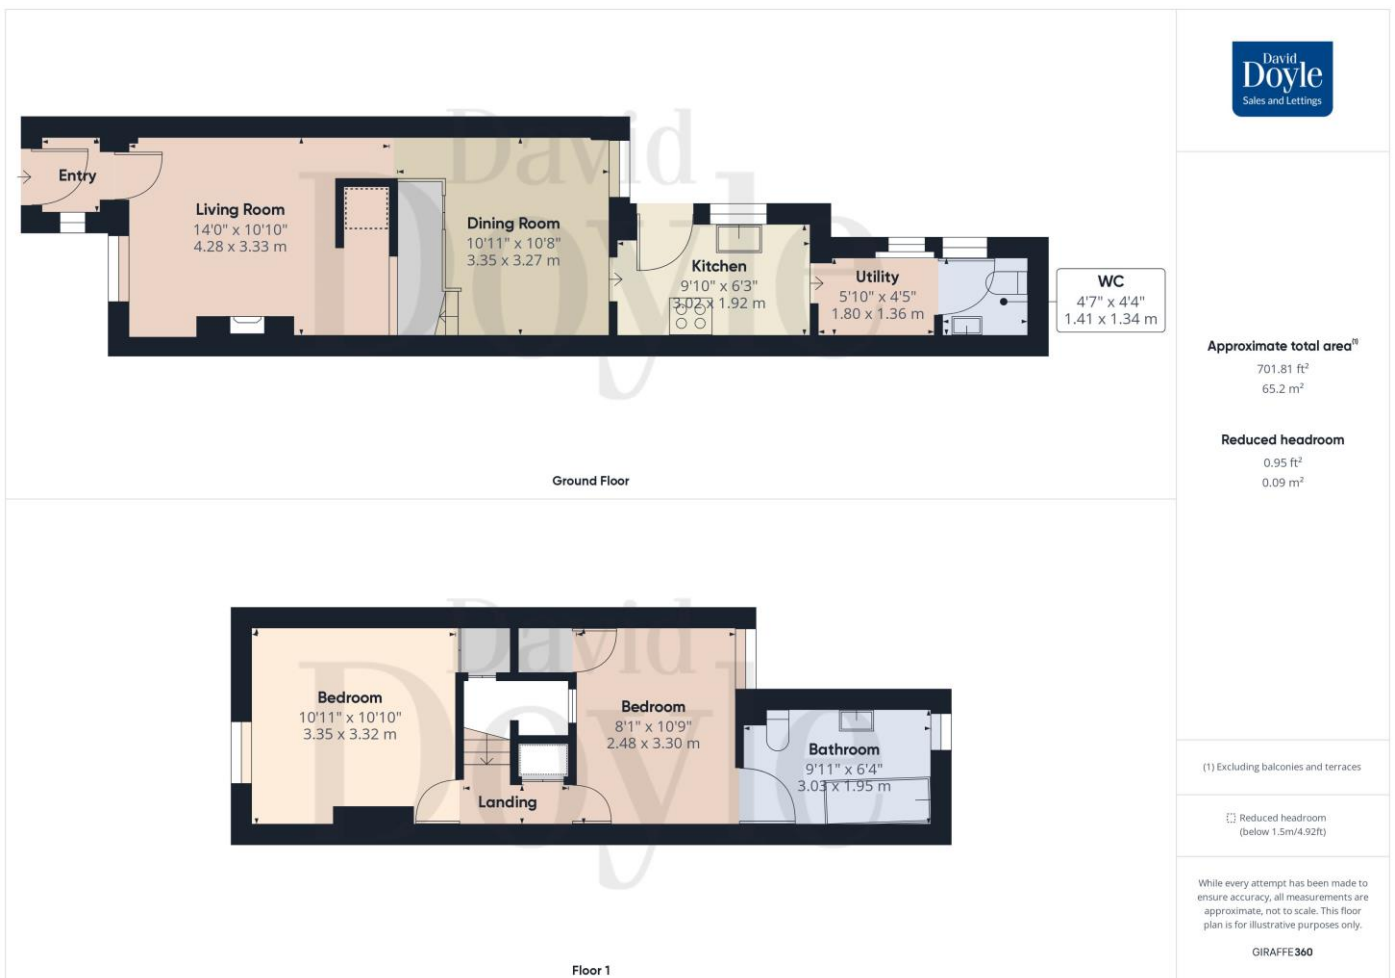 David
Doyle
Sales and Lettings
David
Doyle
Entry
Living Room
14'0" x 10'10"
4.28 x 3.33 m
Dining Room
10'11" x 10'8"
3.35 x 3.27 m
Kitchen
9'10" x 6'3"
3.02 x 1.92 m
Utility
5'10" x 4'5"
1.80 x 1.36 m
WC
4'7" x 4'4"
1.41 x 1.34 m
Ground Floor
Approximate total area⁽¹⁾
701.81 ft²
65.2 m²
Reduced headroom
0.95 ft²
0.09 m²
David
Doyle
Bedroom
10'11" x 10'10"
3.35 x 3.32 m
Landing
Bedroom
8'1" x 10'9"
2.48 x 3.30 m
Bathroom
9'11" x 6'4"
3.03 x 1.95 m
Floor 1
(1) Excluding balconies and terraces
Reduced headroom
(below 1.5m/4.92ft)
While every attempt has been made to
ensure accuracy, all measurements are
approximate, not to scale. This floor
plan is for illustrative purposes only.
GIRAFFE360